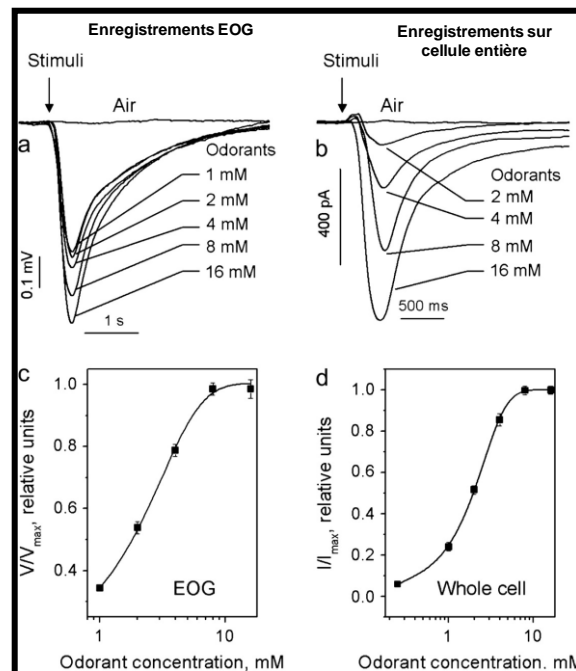 Enregistrements EOG
Enregistrements sur
cellule entière
Stimuli
Air
a
Odorants
1 mM
2 mM
4 mM
8 mM
16 mM
0.1 mV
1 s
Stimuli
Air
b
Odorants
2 mM
4 mM
8 mM
16 mM
400 pA
500 ms
c
1.0
0.8
0.6
0.4
V/Vmax, relative units
EOG
1
10
Odorant concentration, mM
d
1.0
0.8
0.6
0.4
0.2
0.0
I/Imax, relative units
Whole cell
1
10
Odorant concentration. mM